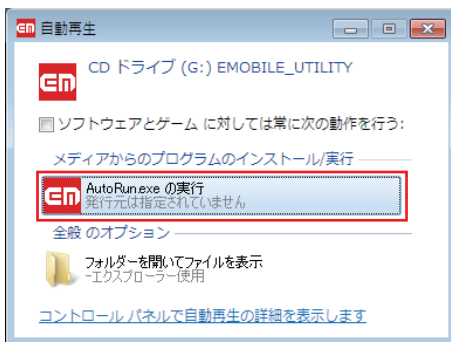 EM 自動再生
EM CD ドライブ (G:) EMOBILE_UTILITY
ソフトウェアとゲーム に対しては常に次の動作を行う:
メディアからのプログラムのインストール/実行
EM AutoRun.exe の実行
発行元は指定されていません
全般 のオプション
フォルダーを開いてファイルを表示
-エクスプローラー使用
コントロール パネルで自動再生の詳細を表示します